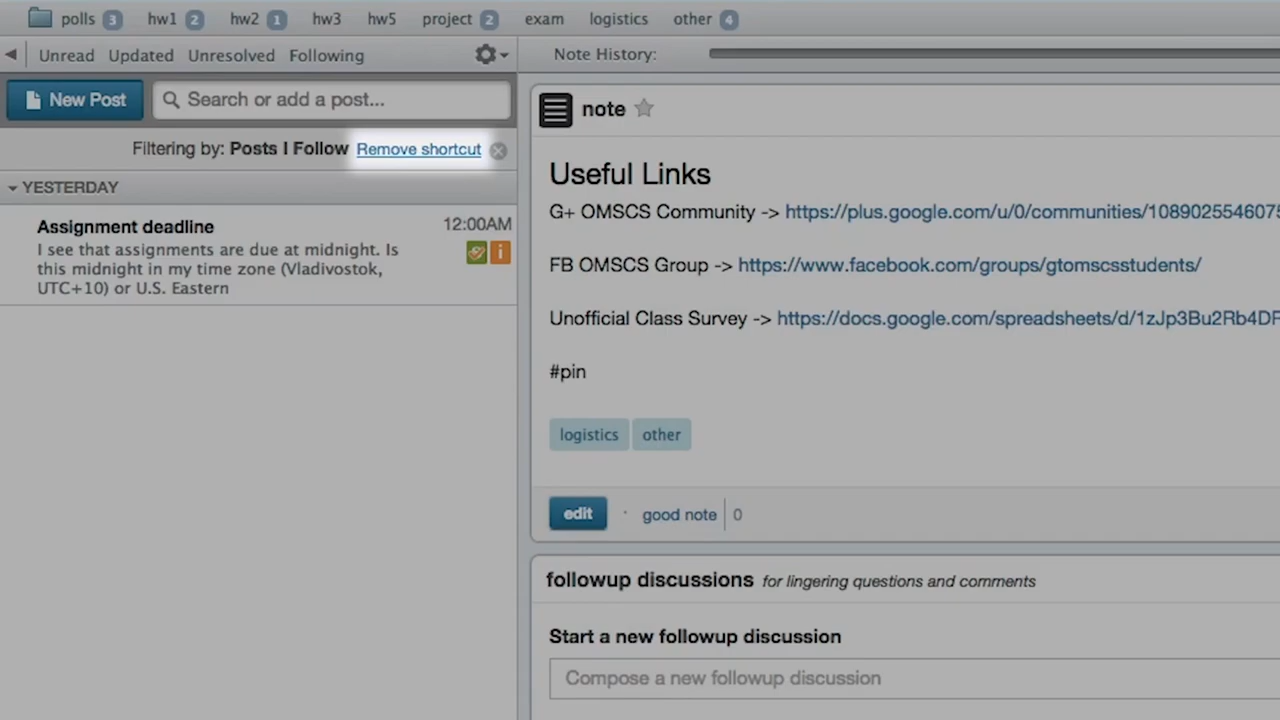 polls 3 hw1 2 hw2 1 hw3 hw5 project 2 exam logistics other 4
Unread Updated Unresolved Following
Note History:
New Post
Search or add a post...
Filtering by: Posts I Follow Remove shortcut
YESTERDAY
Assignment deadline 12:00AM
I see that assignments are due at midnight. Is
this midnight in my time zone (Vladivostok,
UTC+10) or U.S. Eastern
i
note
Useful Links
G+ OMSCS Community -> https://plus.google.com/u/0/communities/1089025546075
FB OMSCS Group -> https://www.facebook.com/groups/gtomscsstudents/
Unofficial Class Survey -> https://docs.google.com/spreadsheets/d/1zJp3Bu2Rb4DF
#pin
logistics other
edit · good note 0
followup discussions for lingering questions and comments
Start a new followup discussion
Compose a new followup discussion